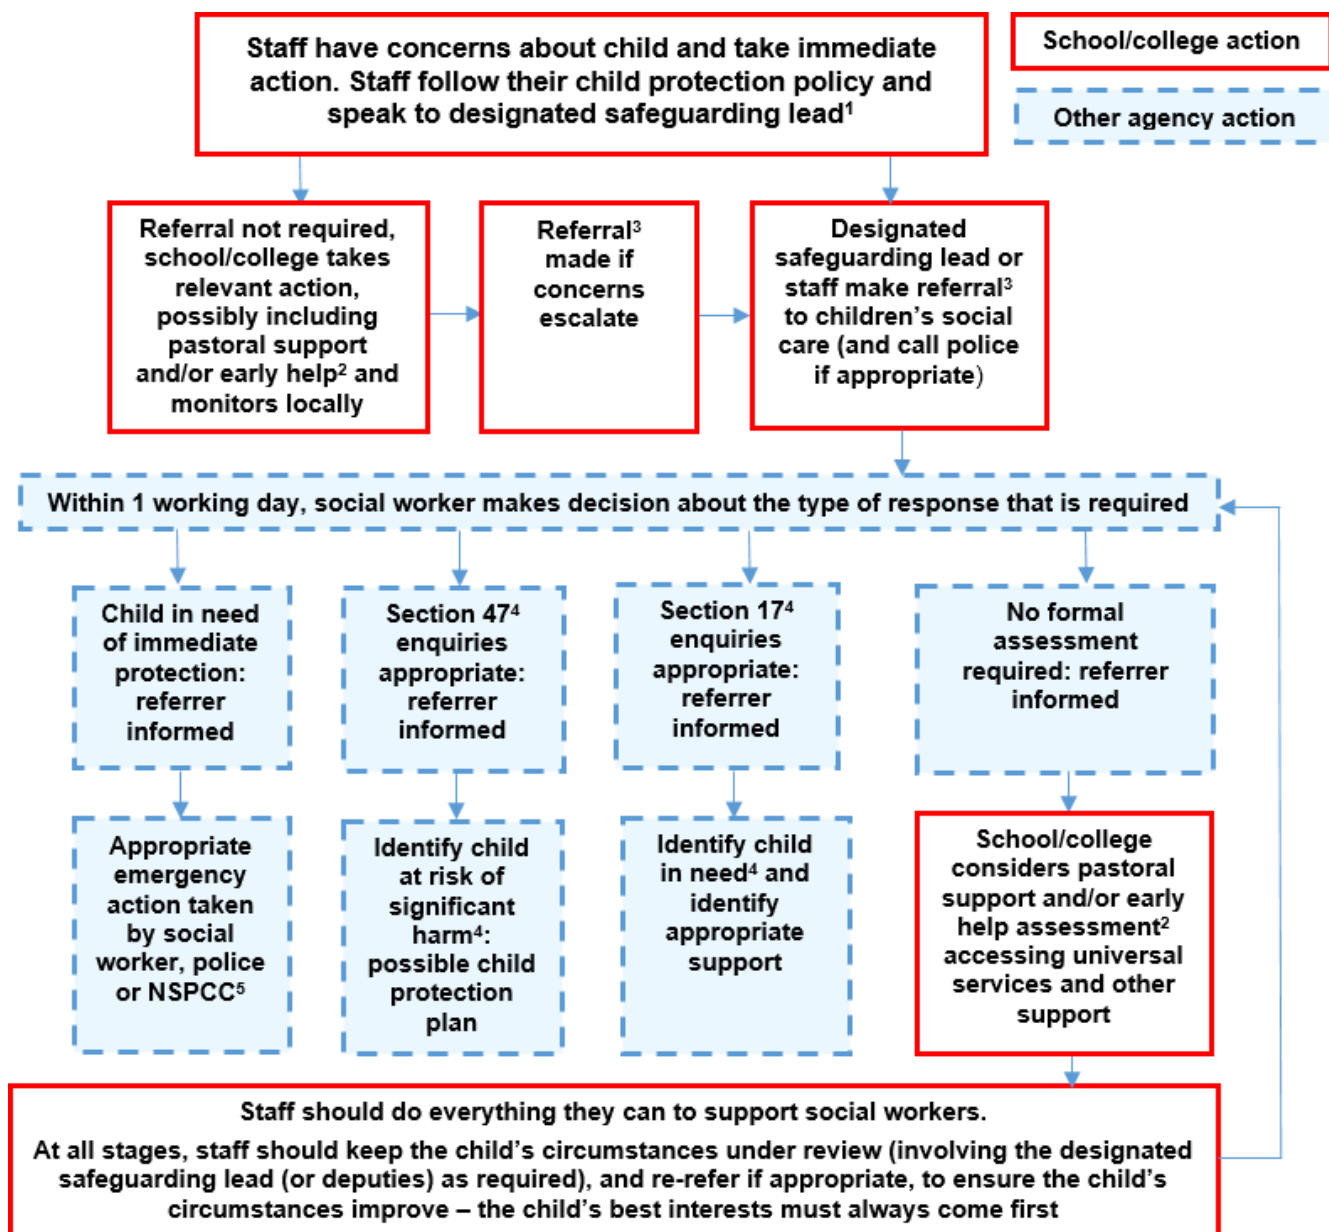 Staff have concerns about child and take immediate
action. Staff follow their child protection policy and
speak to designated safeguarding lead¹
School/college action
Other agency action
Referral not required,
school/college takes
relevant action,
possibly including
pastoral support
and/or early help² and
monitors locally
Referral³
made if
concerns
escalate
Designated
safeguarding lead or
staff make referral³
to children’s social
care (and call police
if appropriate)
Within 1 working day, social worker makes decision about the type of response that is required
Child in need
of immediate
protection:
referrer
informed
Section 47⁴
enquiries
appropriate:
referrer
informed
Section 17⁴
enquiries
appropriate:
referrer
informed
No formal
assessment
required: referrer
informed
Appropriate
emergency
action taken
by social
worker, police
or NSPCC⁵
Identify child
at risk of
significant
harm⁴:
possible child
protection
plan
Identify child
in need⁴ and
identify
appropriate
support
School/college
considers pastoral
support and/or early
help assessment²
accessing universal
services and other
support
Staff should do everything they can to support social workers.
At all stages, staff should keep the child’s circumstances under review (involving the designated
safeguarding lead (or deputies) as required), and re-refer if appropriate, to ensure the child’s
circumstances improve – the child’s best interests must always come first